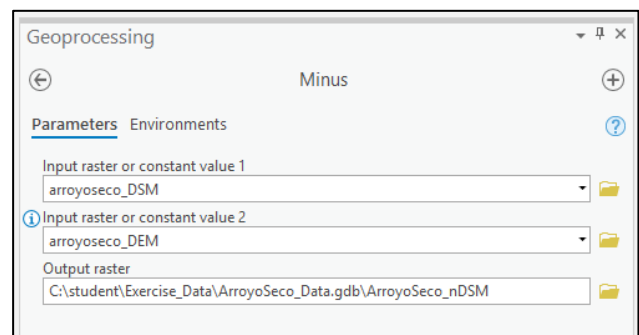 Geoprocessing
Minus
Parameters Environments
Input raster or constant value 1
arroyoseco_DSM
Input raster or constant value 2
arroyoseco_DEM
Output raster
C:\student\Exercise_Data\ArroyoSeco_Data.gdb\ArroyoSeco_nDSM